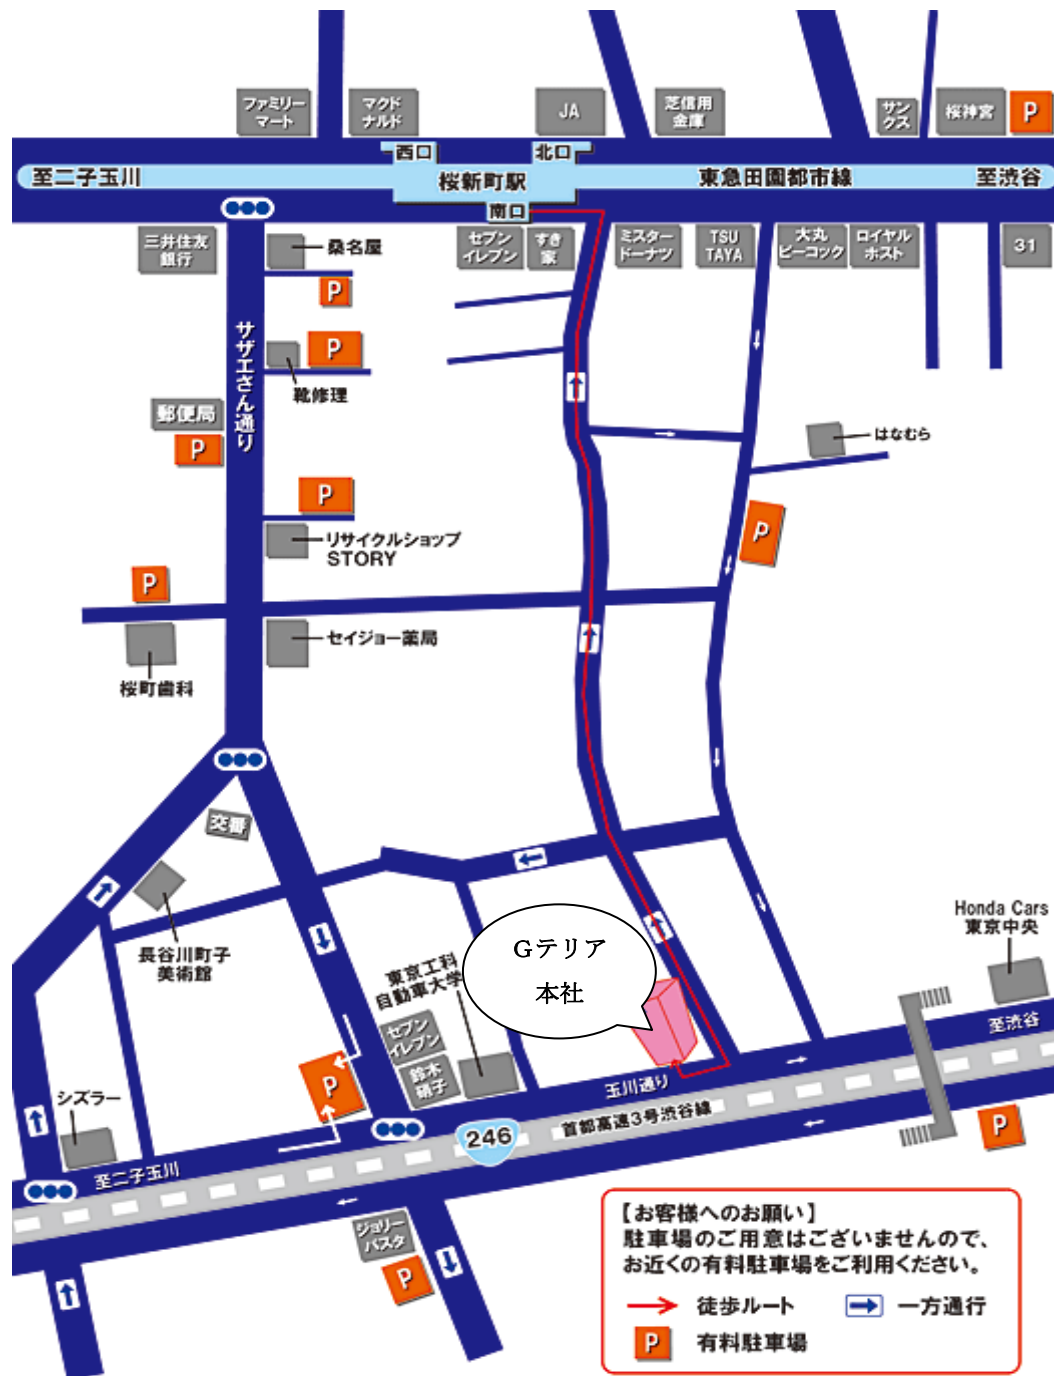 ファミリー
マート
マクド
ナルド
JA
芝信用
金庫
サン
クス
桜神宮
P
西口
北口
至二子玉川
桜新町駅
東急田園都市線
至渋谷
南口
三井住友
銀行
桑名屋
セブン
イレブン
すき
家
ミスター
ドーナツ
TSU
TAYA
大丸
ピーコック
ロイヤル
ホスト
31
P
サザエさん通り
P
靴修理
郵便局
P
はなむら
P
リサイクルショップ
STORY
P
P
セイジョー薬局
桜町歯科
交番
長谷川町子
美術館
Gテリア
本社
東京工科
自動車大学
Honda Cars
東京中央
セブン
イレブン
鈴木
硝子
P
至渋谷
玉川通り
首都高速3号渋谷線
シズラー
246
至二子玉川
P
ジョリー
パスタ
P
【お客様へのお願い】
駐車場のご用意はございませんので、
お近くの有料駐車場をご利用ください。
徒歩ルート
一方通行
P
有料駐車場